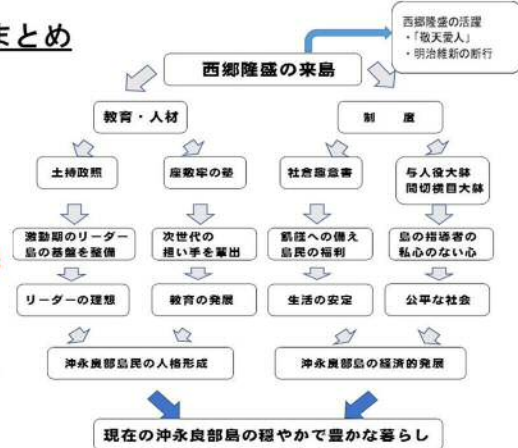 まとめ
西郷隆盛の活躍
・「敬天愛人」
・明治維新の断行
西郷隆盛の来島
教育・人材
制　度
土持政照
座敷牢の塾
社倉趣意書
与人役大躰
間切横目大躰
激動期のリーダー
島の基盤を整備
次世代の
担い手を輩出
飢饉への備え
島民の福利
島の指導者の
私心のない心
リーダーの理想
教育の発展
生活の安定
公平な社会
沖永良部島民の人格形成
沖永良部島の経済的発展
現在の沖永良部島の穏やかで豊かな暮らし